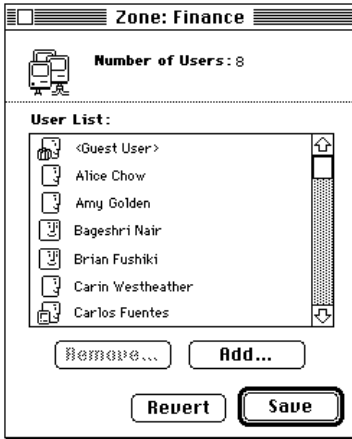 Zone: Finance
Number of Users: 8
User List:
<Guest User>
Alice Chow
Amy Golden
Bageshri Nair
Brian Fushiki
Carin Westheather
Carlos Fuentes
Remove... Add...
Revert Save